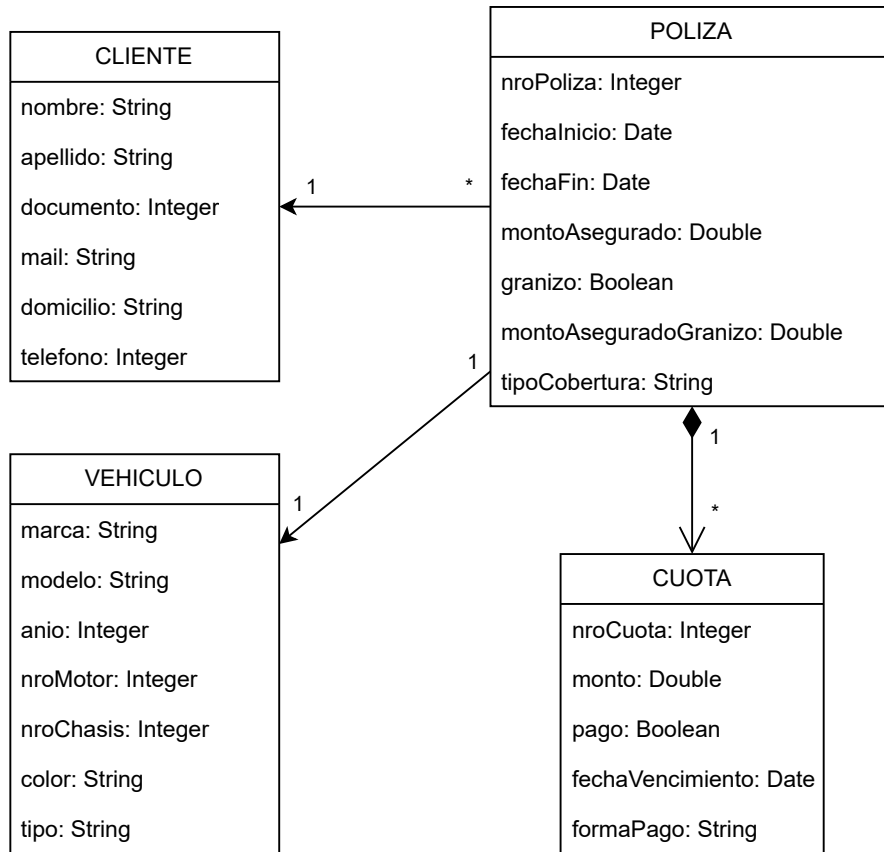 CLIENTE
nombre: String
apellido: String
documento: Integer
mail: String
domicilio: String
telefono: Integer
POLIZA
nroPoliza: Integer
fechaInicio: Date
fechaFin: Date
montoAsegurado: Double
granizo: Boolean
montoAseguradoGranizo: Double
tipoCobertura: String
1
*
1
1
1
*
VEHICULO
marca: String
modelo: String
anio: Integer
nroMotor: Integer
nroChasis: Integer
color: String
tipo: String
CUOTA
nroCuota: Integer
monto: Double
pago: Boolean
fechaVencimiento: Date
formaPago: String